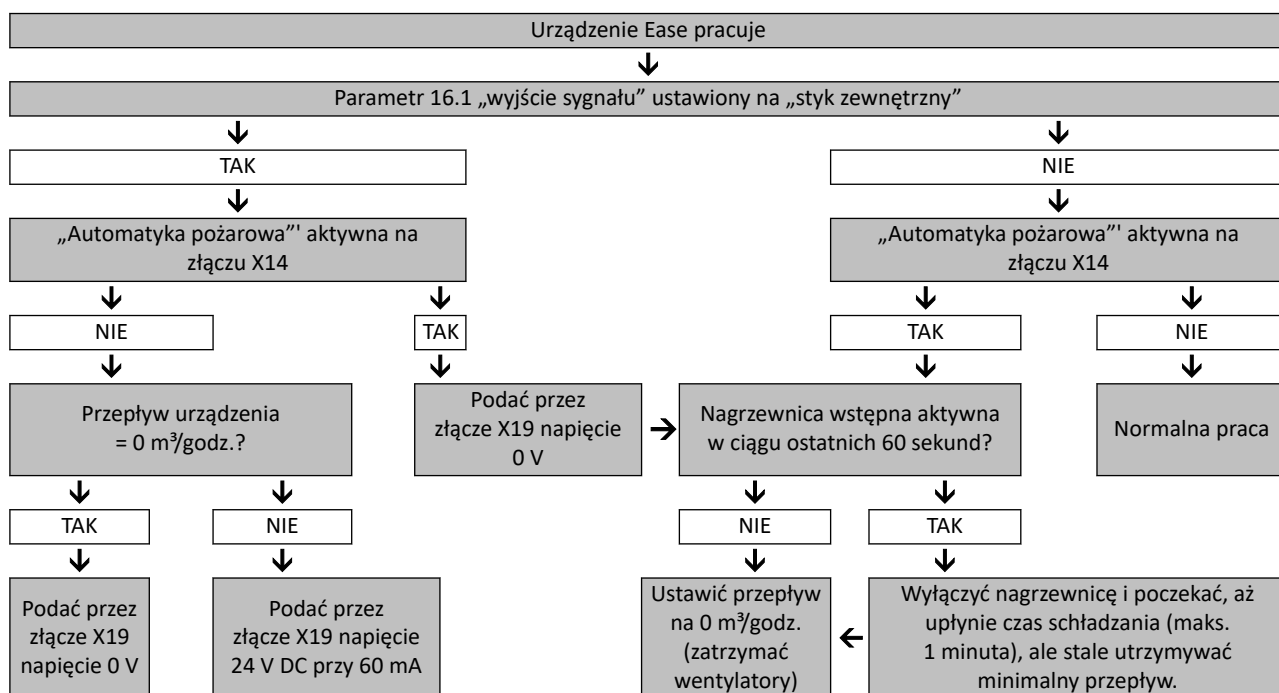 Urządzenie Ease pracuje
Parametr 16.1 „wyjście sygnału” ustawiony na „styk zewnętrzny”
TAK
NIE
„Automatyka pożarowa”' aktywna na
złączu X14
„Automatyka pożarowa”' aktywna na
złączu X14
NIE
TAK
TAK
NIE
Przepływ urządzenia
= 0 m³/godz.?
Podać przez
złącze X19 napięcie
0 V
Nagrzewnica wstępna aktywna
w ciągu ostatnich 60 sekund?
Normalna praca
TAK
NIE
NIE
TAK
Podać przez
złącze X19
napięcie 0 V
Podać przez
złącze X19 napięcie
24 V DC przy 60 mA
Ustawić przepływ
na 0 m³/godz.
(zatrzymać
wentylatory)
Wyłączyć nagrzewnicę i poczekać, aż
upłynie czas schładzania (maks.
1 minuta), ale stale utrzymywać
minimalny przepływ.